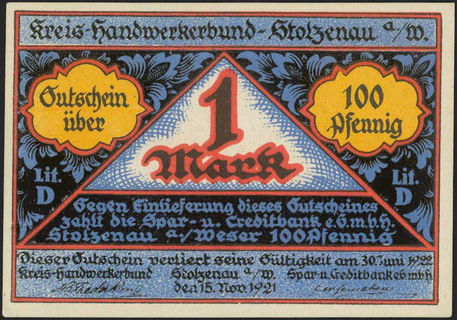 Kreis-Handwerkerbund-Stolzenau a/W.
Gutschein
über
1
Mark
100
Pfennig
Lit.
D
Lit.
D
Gegen Einlieferung dieses Gutscheines
zahlt die Spar- u. Creditbank e.G.m.b.H.
Stolzenau a./Weser 100 Pfennig
Dieser Gutschein verliert seine Gültigkeit am 30. Juni 1922
Kreis-Handwerkerbund Stolzenau a/W. Spar- u. Creditbank e.G.m.b.H.
den 15. Nov. 1921